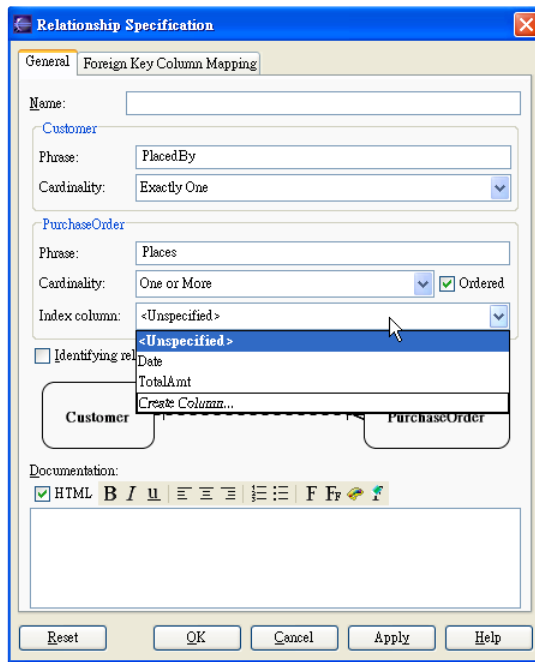 Relationship Specification
General Foreign Key Column Mapping
Name:
Customer
Phrase: PlacedBy
Cardinality: Exactly One
PurchaseOrder
Phrase: Places
Cardinality: One or More Ordered
Index column: <Unspecified>
<Unspecified>
Identifying rel
Date
TotalAmt
Create Column...
Customer PurchaseOrder
Documentation:
HTML B I u F FF
Reset OK Cancel Apply Help